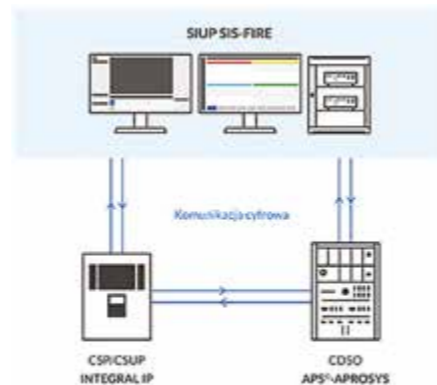 SIUP SIS-FIRE
Komunikacja cyfrowa
CSP/CSUP
INTEGRAL IP
CDSO
APS®-APROSYS